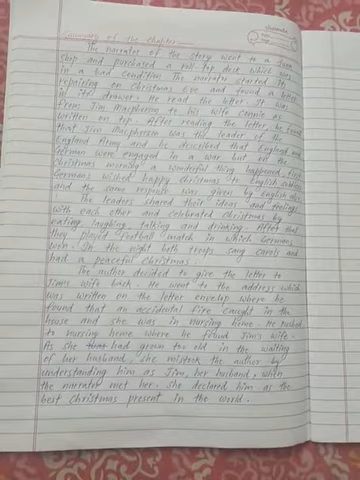 Summary of the chapter
The narrator of the story went to a
shop and purchased a roll-top desk which was
in a bad condition. The narrator started
repairing on Christmas eve and found a letter
in its drawer. He read the letter. It was
from Jim Macpherson to his wife Connie as
written on top. After reading the letter, he found
that Jim Macpherson was the leader of the
England Army and he described that England and
German were engaged in a war but on the
Christmas morning a wonderful thing happened, first
Germans wished happy Christmas to English
and the same response was given by english also.
The leaders shared their ideas and feelings
with each other and celebrated Christmas by
eating, laughing, talking and drinking. After that
they played Football match in which Germans
won. In the night both troops sang carols and
had a peaceful Christmas.
The author decided to give the letter to
Jim's wife back. He went to the address which
was written on the letter envelup where he
found that an accidental fire caught in the
house and she was in nursing home. He rushed
to nursing home where he found Jim's wife.
As she had grown too old in the waiting
of her husband, she mistook the author by
understanding him as Jim, her husband, when
the narrator met her. She declared him as the
best Christmas present in the world.